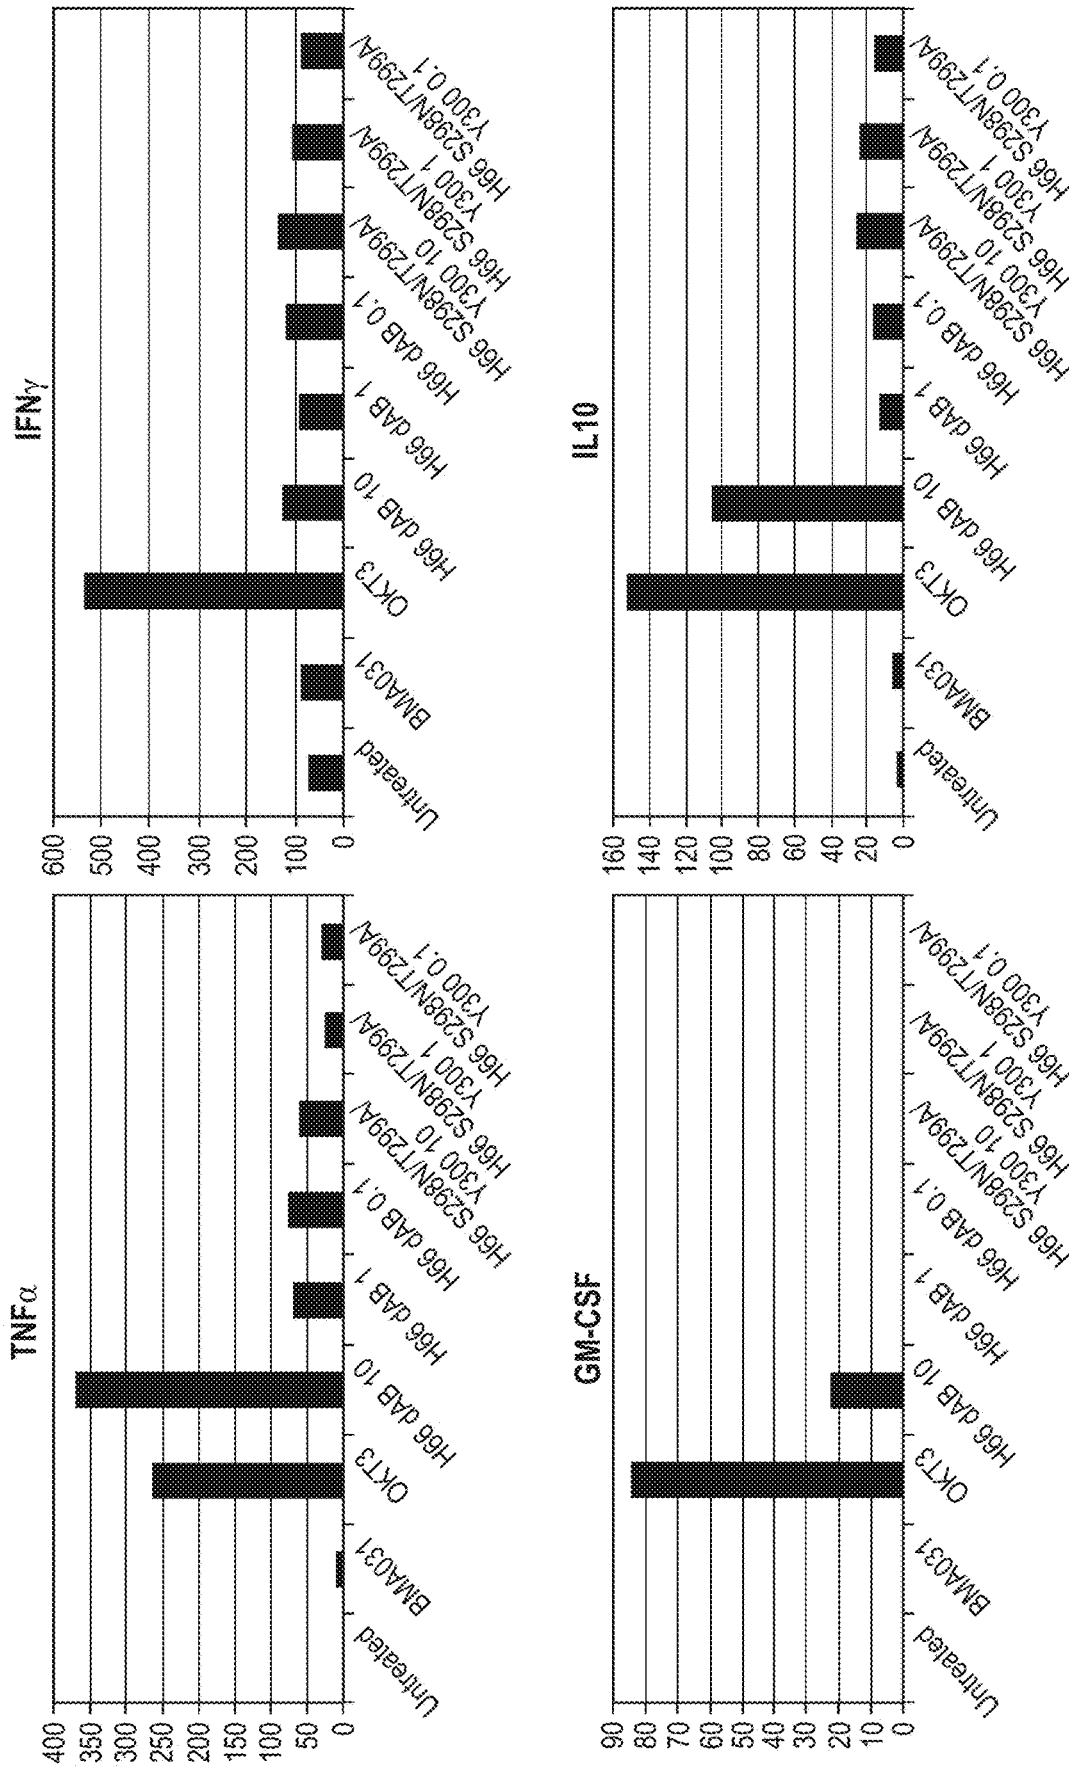 TNFα
400
350
300
250
200
150
100
50
0
Untreated
BMA031
OKT3
H66 dAB 10
H66 dAB 1
H66 dAB 0.1
H66 S298N/T299A/
Y300 10
H66 S298N/T299A/
Y300 1
H66 S298N/T299A/
Y300 0.1
IFNγ
600
500
400
300
200
100
0
Untreated
BMA031
OKT3
H66 dAB 10
H66 dAB 1
H66 dAB 0.1
H66 S298N/T299A/
Y300 10
H66 S298N/T299A/
Y300 1
H66 S298N/T299A/
Y300 0.1
GM-CSF
90
80
70
60
50
40
30
20
10
0
Untreated
BMA031
OKT3
H66 dAB 10
H66 dAB 1
H66 dAB 0.1
H66 S298N/T299A/
Y300 10
H66 S298N/T299A/
Y300 1
H66 S298N/T299A/
Y300 0.1
IL10
160
140
120
100
80
60
40
20
0
Untreated
BMA031
OKT3
H66 dAB 10
H66 dAB 1
H66 dAB 0.1
H66 S298N/T299A/
Y300 10
H66 S298N/T299A/
Y300 1
H66 S298N/T299A/
Y300 0.1